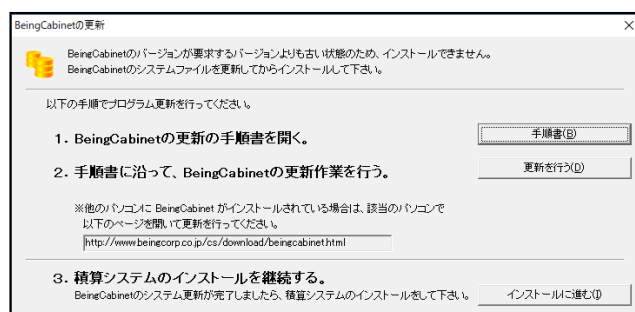 BeingCabinetの更新
BeingCabinetのバージョンが要求するバージョンよりも古い状態のため、インストールできません。
BeingCabinetのシステムファイルを更新してからインストールして下さい。
以下の手順でプログラム更新を行ってください。
1. BeingCabinetの更新の手順書を開く。
手順書(B)
2. 手順書に沿って、BeingCabinetの更新作業を行う。
更新を行う(D)
※他のパソコンに BeingCabinet がインストールされている場合は、該当のパソコンで
以下のページを開いて更新を行ってください。
http://www.beingcorp.co.jp/cs/download/beingcabinet.html
3. 積算システムのインストールを継続する。
BeingCabinetのシステム更新が完了しましたら、積算システムのインストールをして下さい。
インストールに進む(I)